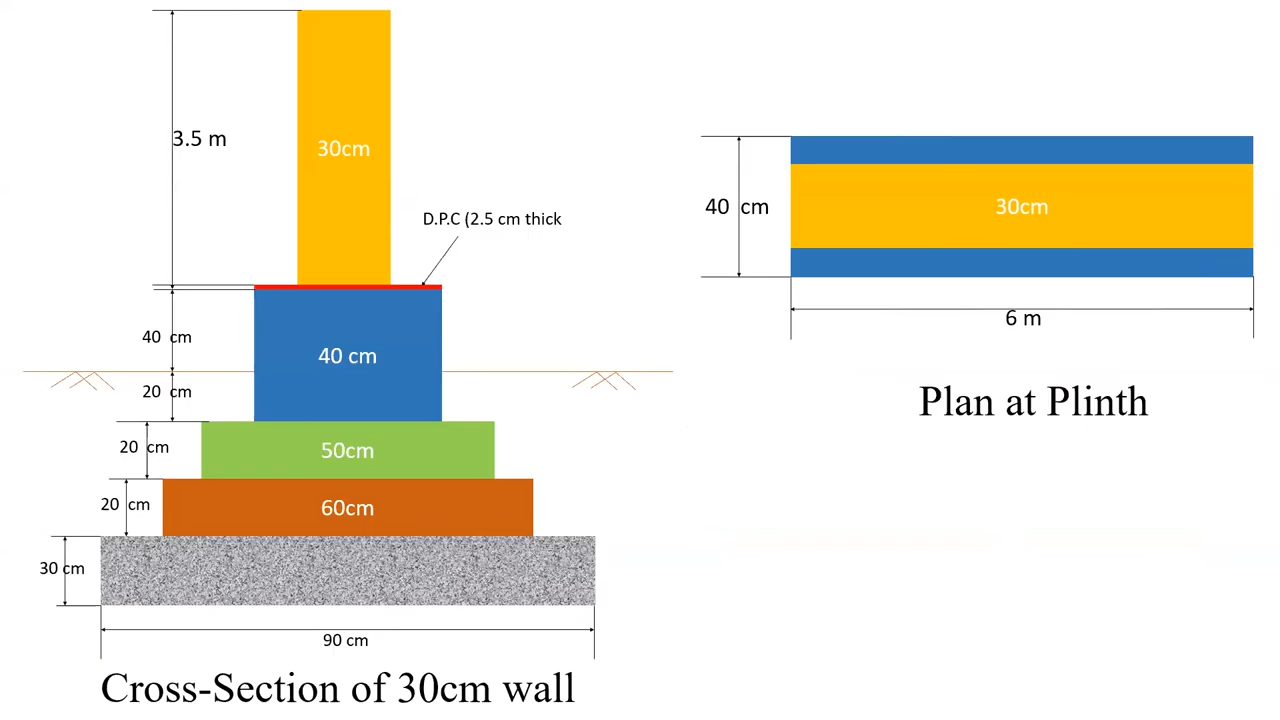 3.5 m
30cm
D.P.C (2.5 cm thick
40 cm
40 cm
20 cm
20 cm
50cm
20 cm
60cm
30 cm
90 cm
Cross-Section of 30cm wall
40 cm
30cm
6 m
Plan at Plinth